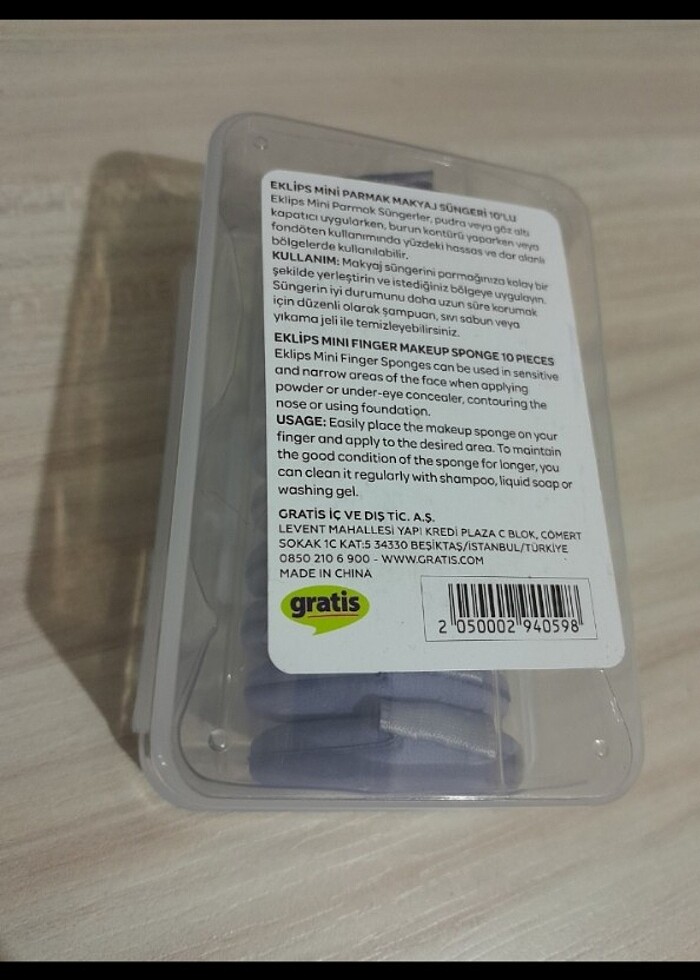 EKLİPS MİNİ PARMAK MAKYAJ SÜNGERİ 10'LU
Eklips Mini Parmak Süngerler, pudra veya göz altı
kapatıcı uygularken, burun kontürü yaparken veya
fondöten kullanımında yüzdeki hassas ve dar alanlı
bölgelerde kullanılabilir.
KULLANIM: Makyaj süngerini parmağınıza kolay bir
şekilde yerleştirin ve istediğiniz bölgeye uygulayın.
Süngerin iyi durumunu daha uzun süre korumak
için düzenli olarak şampuan, sıvı sabun veya
yıkama jeli ile temizleyebilirsiniz.
EKLİPS MINI FINGER MAKEUP SPONGE 10 PIECES
Eklips Mini Finger Sponges can be used in sensitive
and narrow areas of the face when applying
powder or under-eye concealer, contouring the
nose or using foundation.
USAGE: Easily place the makeup sponge on your
finger and apply to the desired area. To maintain
the good condition of the sponge for longer, you
can clean it regularly with shampoo, liquid soap or
washing gel.
GRATİS İÇ VE DIŞ TİC. A.Ş.
LEVENT MAHALLESİ YAPI KREDİ PLAZA C BLOK, CÖMERT
SOKAK 1C KAT:5 34330 BEŞİKTAŞ/İSTANBUL/TÜRKİYE
0850 210 6 900 - WWW.GRATIS.COM
MADE IN CHINA
gratis
2 050002 940598